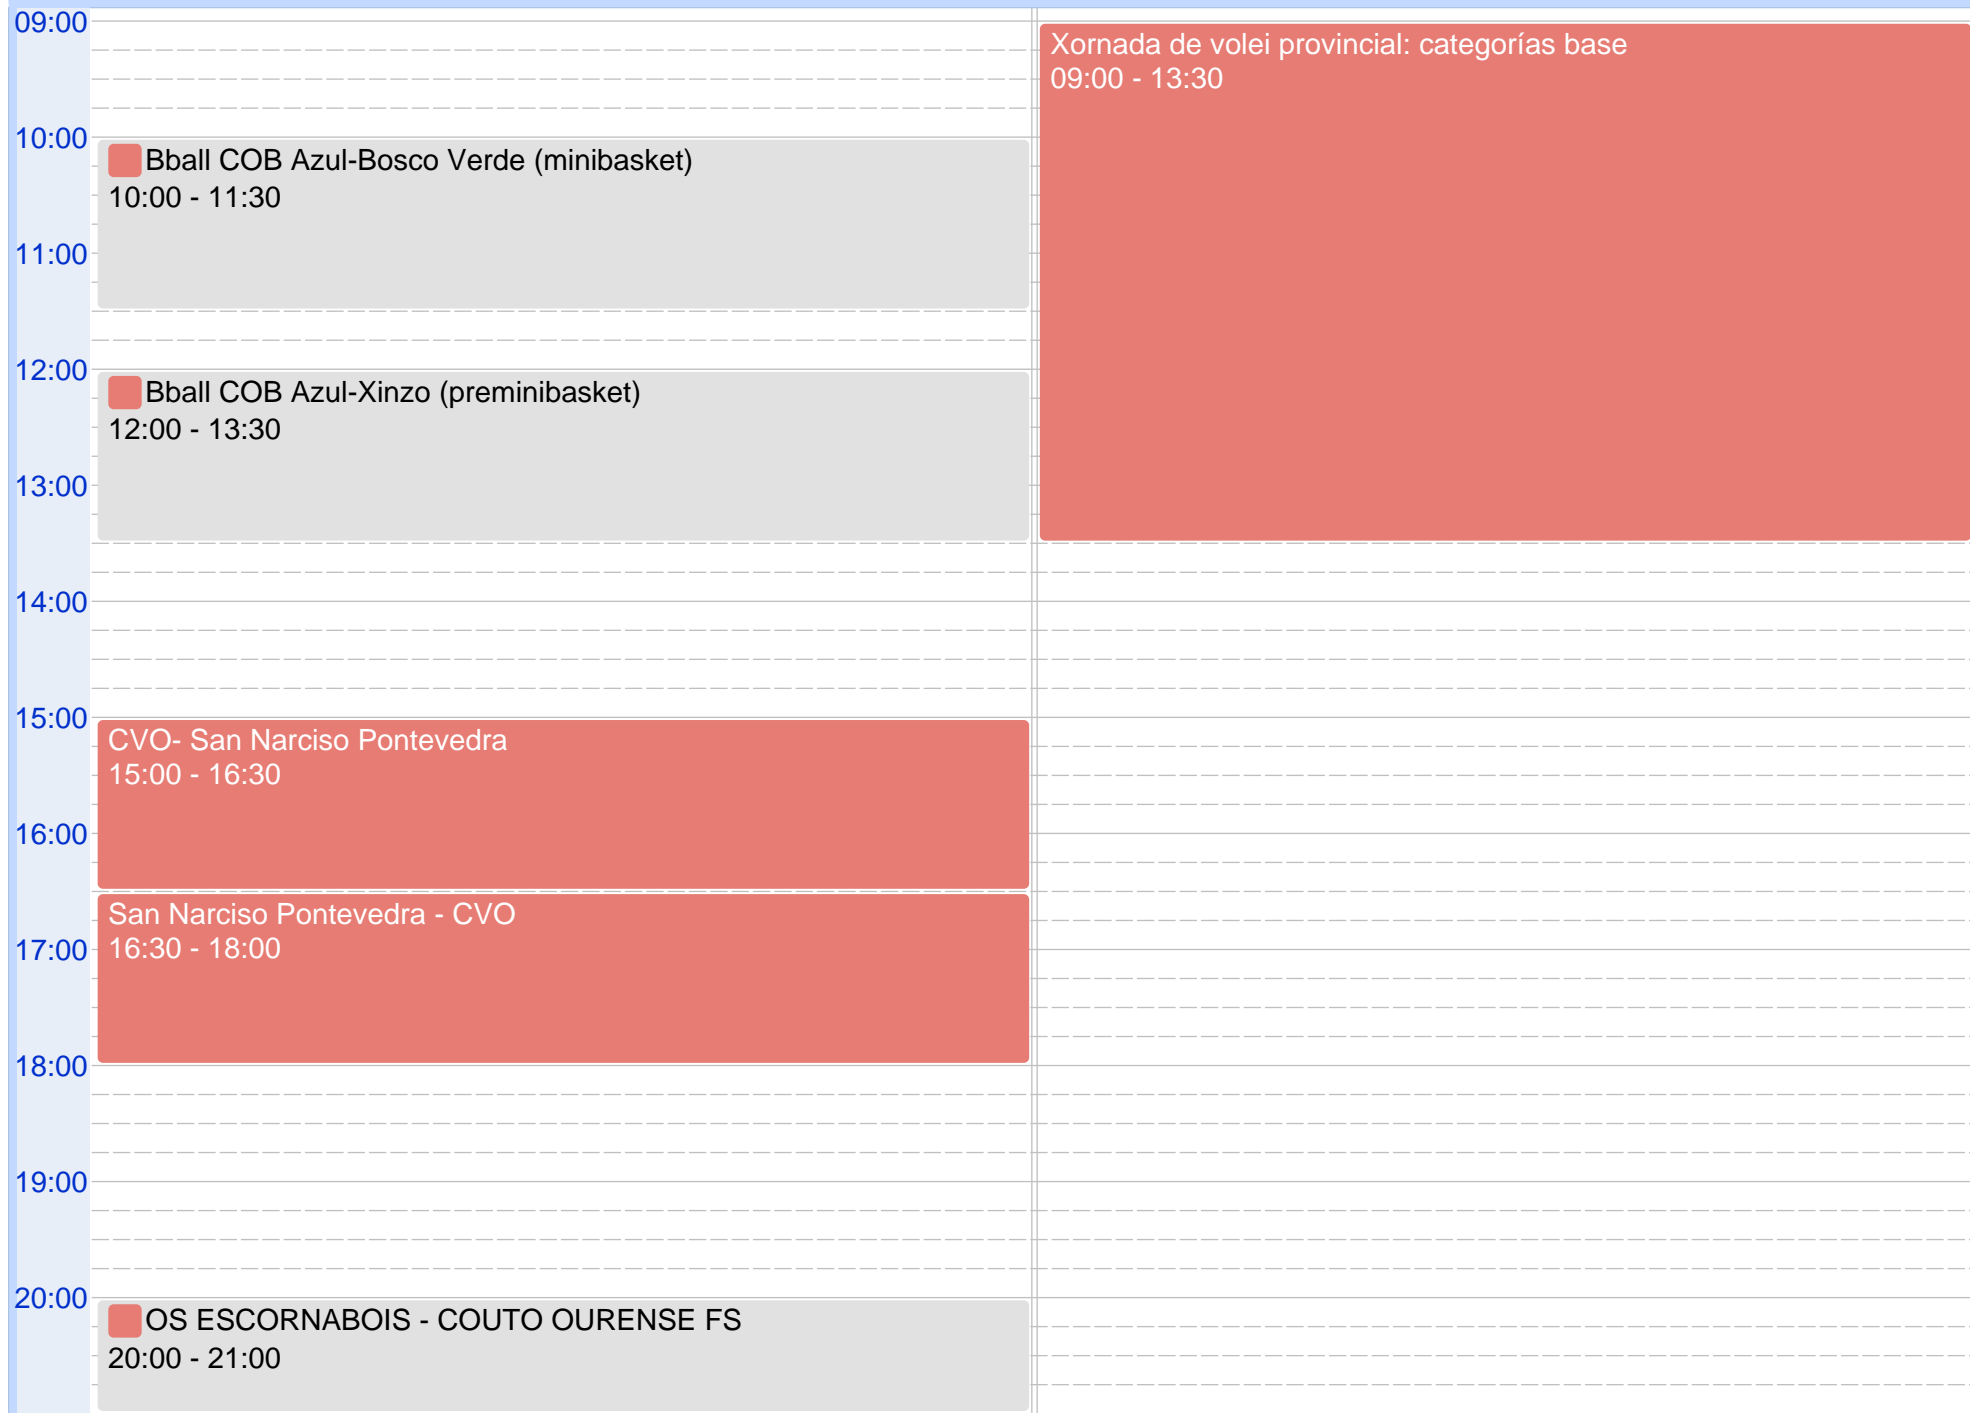 09:00
10:00
11:00
12:00
13:00
14:00
15:00
16:00
17:00
18:00
19:00
20:00
Bball COB Azul-Bosco Verde (minibasket)
10:00 - 11:30
Bball COB Azul-Xinzo (preminibasket)
12:00 - 13:30
CVO- San Narciso Pontevedra
15:00 - 16:30
San Narciso Pontevedra - CVO
16:30 - 18:00
OS ESCORNABOIS - COUTO OURENSE FS
20:00 - 21:00
Xornada de volei provincial: categorías base
09:00 - 13:30